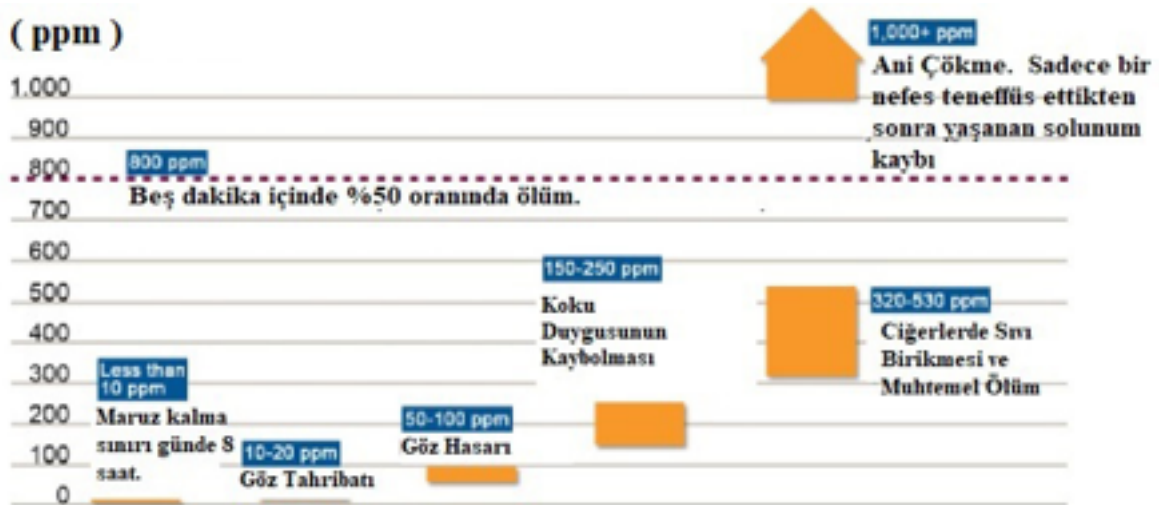 ( ppm )
1.000
900
800
700
600
500
400
300
200
100
0
1,000+ ppm
Ani Çökme. Sadece bir
nefes teneffüs ettikten
sonra yaşanan solunum
kaybı
800 ppm
Beş dakika içinde %50 oranında ölüm.
150-250 ppm
Koku
Duygusunun
Kaybolması
320-530 ppm
Ciğerlerde Sıvı
Birikmesi ve
Muhtemel Ölüm
Less than
10 ppm
Maruz kalma
sınırı günde 8
saat.
10-20 ppm
Göz Tahribatı
50-100 ppm
Göz Hasarı